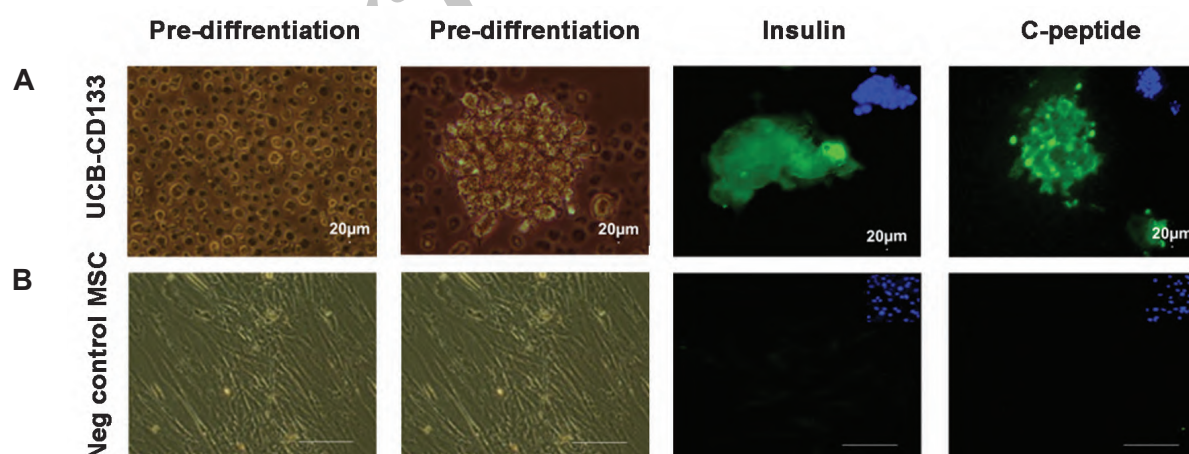 Pre-diffrentiation Pre-diffrentiation Insulin C-peptide
A
UCB-CD133
20µm 20µm 20µm 20µm
B
Neg control MSC